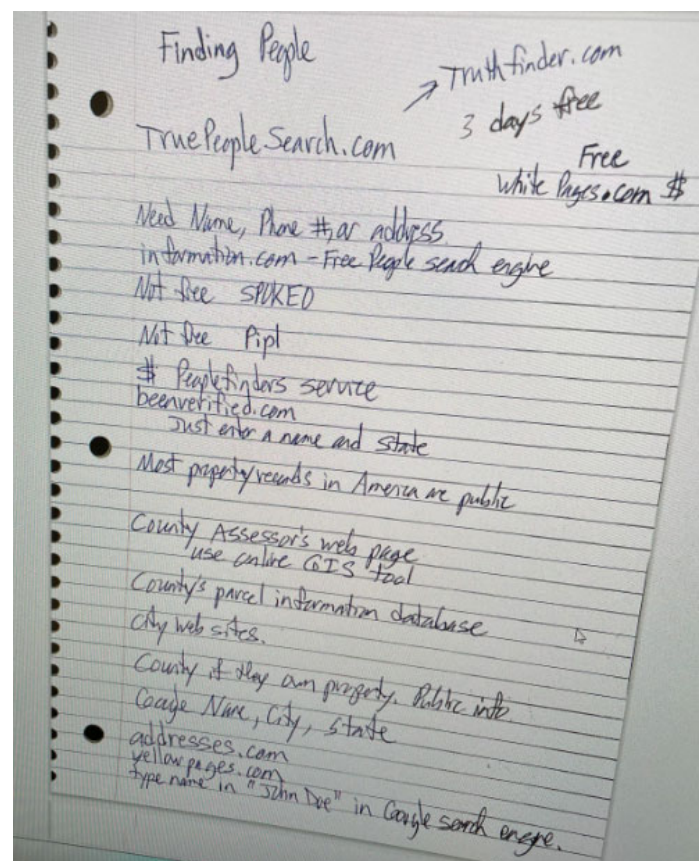 Finding People
Truthfinder.com
3 days free
TruePeopleSearch.com
Free
White Pages.com $
Need Name, Phone #, or address
information.com - Free People search engine
Not free SPOKEO
Not free Pipl
$ Peoplefinders service
beenverified.com
Just enter a name and state
Most property records in America are public
County Assessor's web page
use online GIS tool
County's parcel information database
city web sites.
County if they own property. Public info
Google Name, City, State
addresses.com
yellowpages.com
type name in "John Doe" in Google search engine.